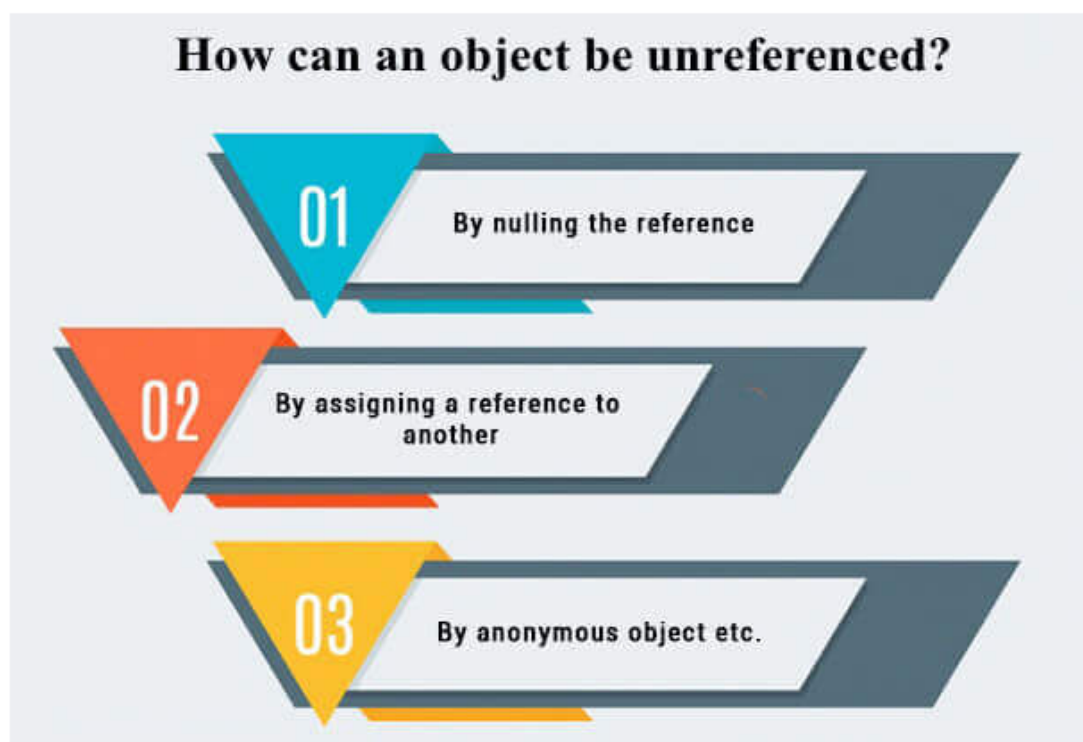 How can an object be unreferenced?
01
By nulling the reference
02
By assigning a reference to
another
03
By anonymous object etc.